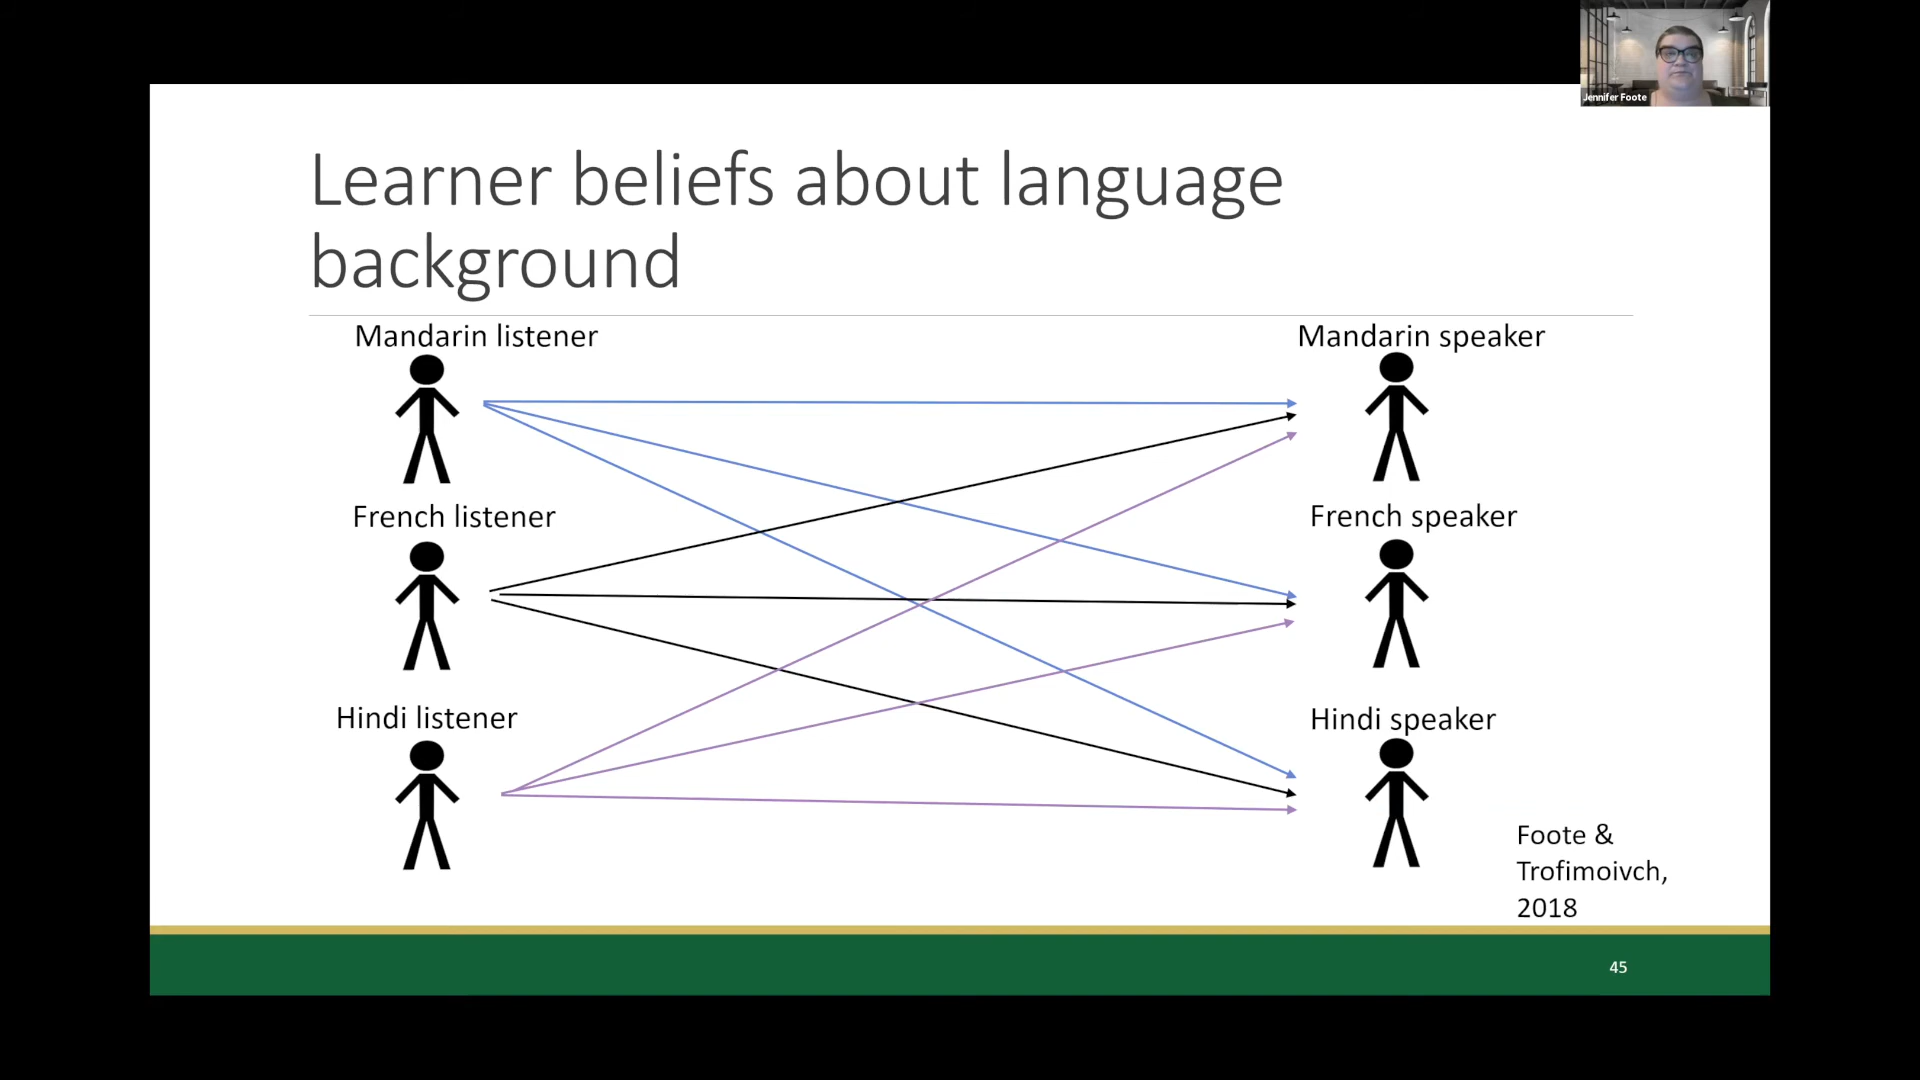 Jennifer Foote
Learner beliefs about language
background
Mandarin listener
Mandarin speaker
French listener
French speaker
Hindi listener
Hindi speaker
Foote &
Trofimoivch,
2018
45